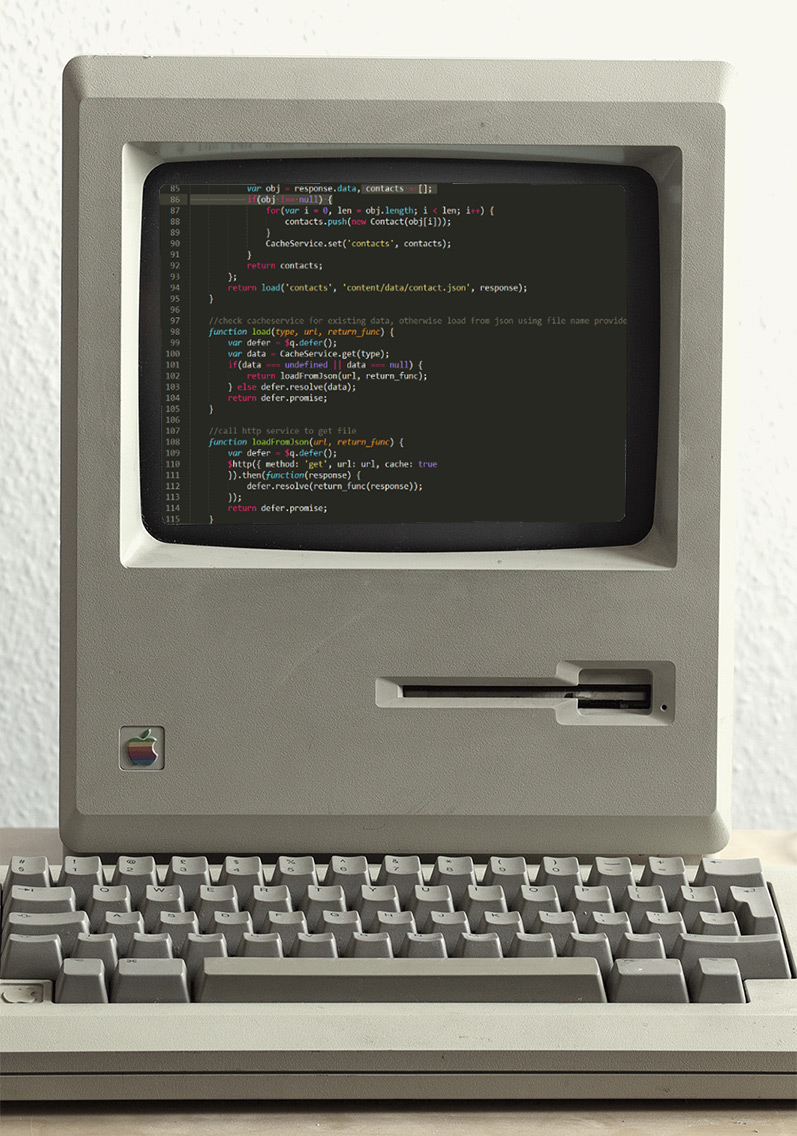 85 var obj = response.data, contacts = [];
86 if(obj !== null) {
87 for(var i = 0, len = obj.length; i < len; i++) {
88 contacts.push(new Contact(obj[i]));
89 }
90 CacheService.set('contacts', contacts);
91 }
92 return contacts;
93 };
94 return load('contacts', 'content/data/contact.json', response);
95 }
96
97 //check cacheservice for existing data, otherwise load from json using file name provide
98 function load(type, url, return_func) {
99 var defer = $q.defer();
100 var data = CacheService.get(type);
101 if(data === undefined || data === null) {
102 return loadFromJson(url, return_func);
103 } else defer.resolve(data);
104 return defer.promise;
105 }
106
107 //call http service to get file
108 function loadFromJson(url, return_func) {
109 var defer = $q.defer();
110 $http({ method: 'get', url: url, cache: true
111 }).then(function(response) {
112 defer.resolve(return_func(response));
113 });
114 return defer.promise;
115 }